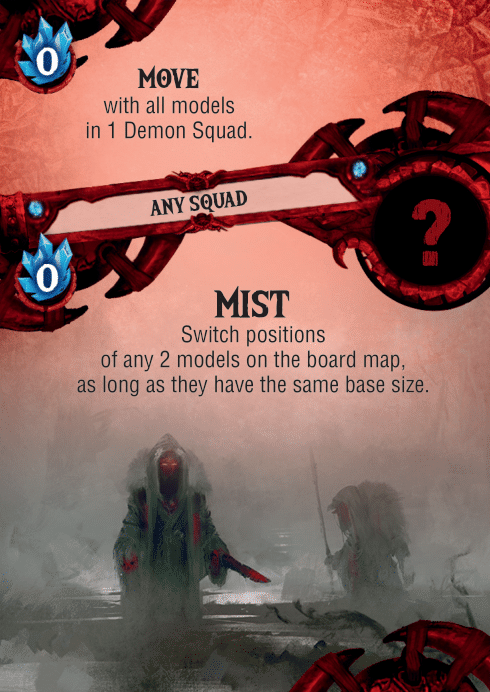 0
MOVE
with all models
in 1 Demon Squad.
ANY SQUAD
?
0
MIST
Switch positions
of any 2 models on the board map,
as long as they have the same base size.